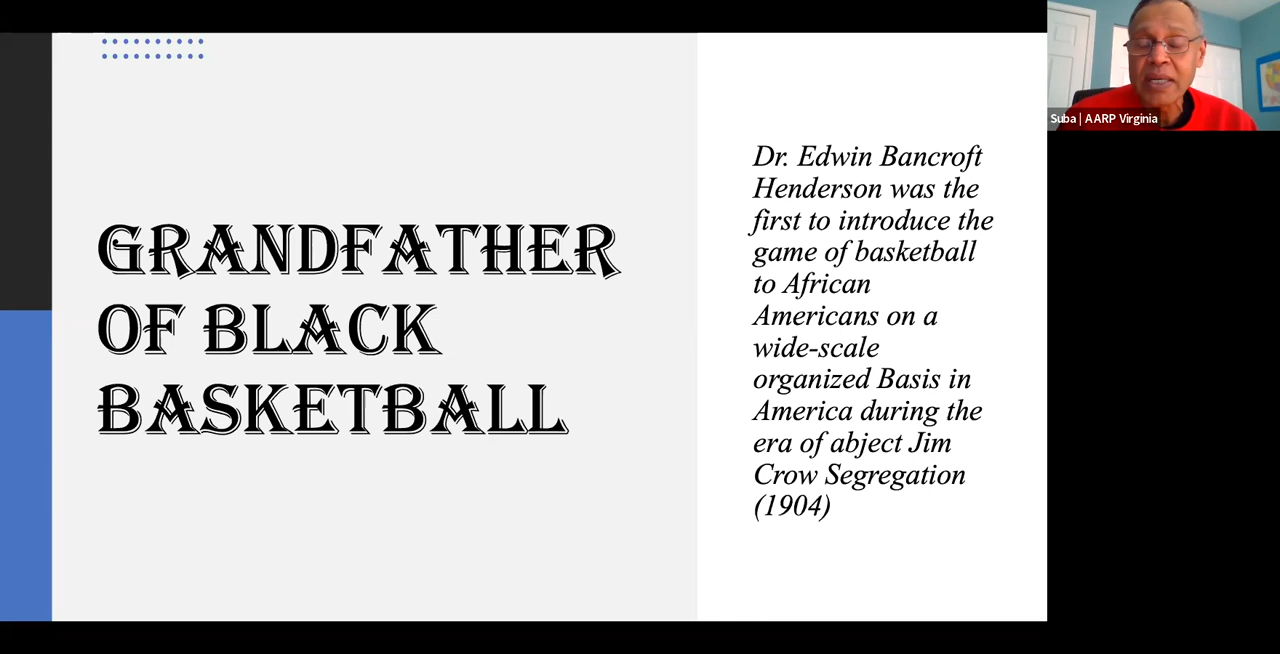 GRANDFATHER
OF BLACK
BASKETBALL
Dr. Edwin Bancroft
Henderson was the
first to introduce the
game of basketball
to African
Americans on a
wide-scale
organized Basis in
America during the
era of abject Jim
Crow Segregation
(1904)
Suba | AARP Virginia